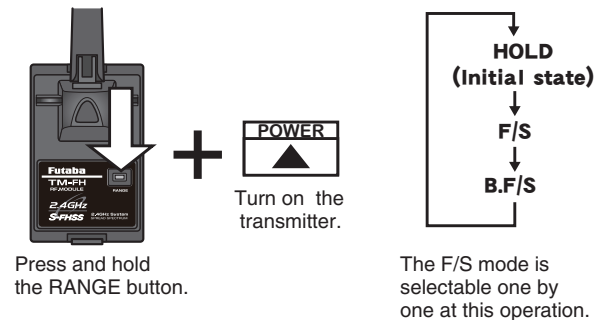 Futaba
TM-FH
RF.MODULE
RANGE
2.4GHz
S-FHSS
2.4GHz System
SPREAD SPECTRUM
Press and hold
the RANGE button.
POWER
Turn on the
transmitter.
HOLD
(Initial state)
F/S
B.F/S
The F/S mode is
selectable one by
one at this operation.